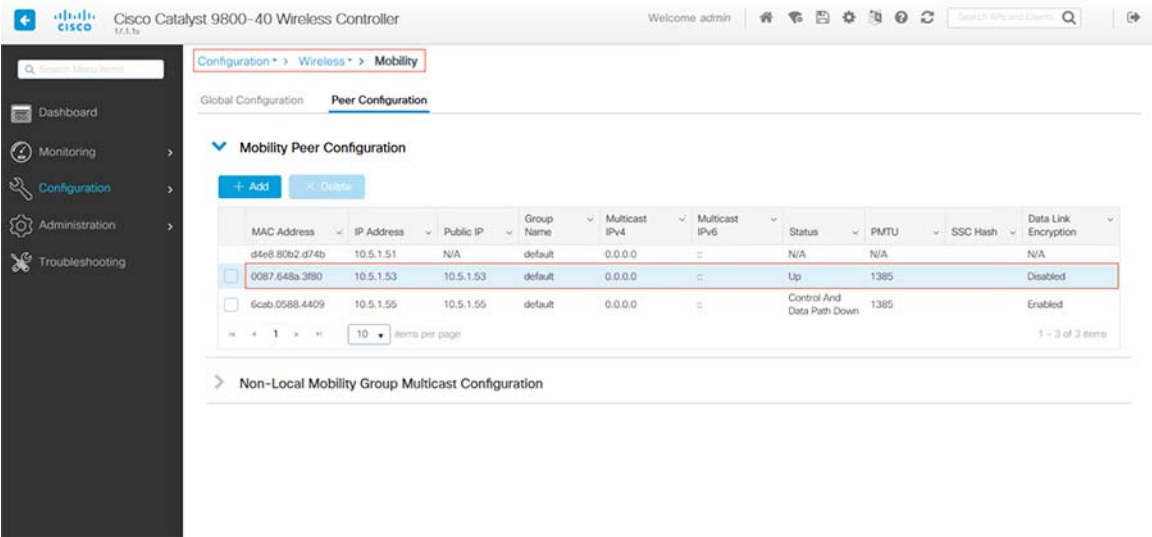 cisco
Cisco Catalyst 9800-40 Wireless Controller
Welcome admin
Configuration > Wireless > Mobility
Global Configuration Peer Configuration
Dashboard
Monitoring
Configuration
Administration
Troubleshooting
Mobility Peer Configuration
+ Add × Delete
MAC Address IP Address Public IP Group Name Multicast IPv4 Multicast IPv6 Status PMTU SSC Hash Data Link Encryption
d4e8.80b2.d74b 10.5.1.51 N/A default 0.0.0.0 :: N/A N/A N/A
0087.648a.3f80 10.5.1.53 10.5.1.53 default 0.0.0.0 :: Up 1385 Disabled
6cab.0588.4409 10.5.1.55 10.5.1.55 default 0.0.0.0 :: Control And Data Path Down 1385 Enabled
1 10 items per page 1 - 3 of 3 items
Non-Local Mobility Group Multicast Configuration